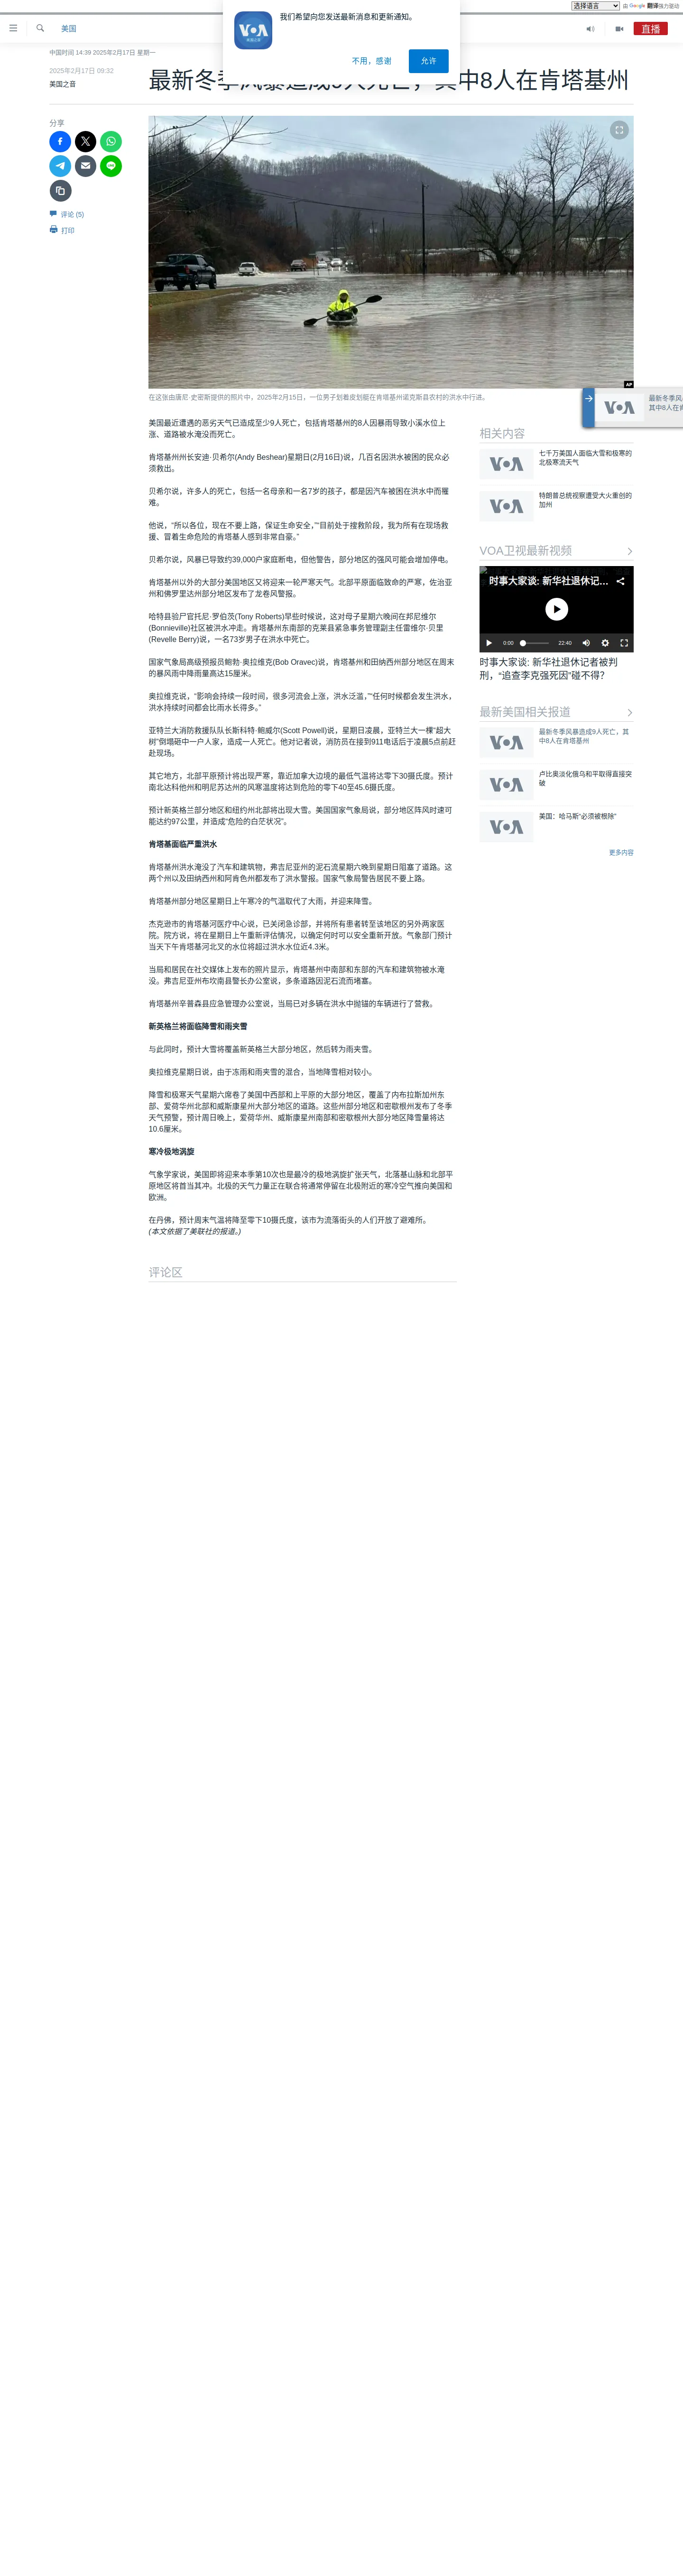 选择语言 由 Google 翻译强力驱动
我们希望向您发送最新消息和更新通知。
VOA
不用，感谢 允许
美国
直播
中国时间 14:39 2025年2月17日 星期一
2025年2月17日 09:32
美国之音
最新冬季风暴造成9人死亡，其中8人在肯塔基州
分享
评论 (5)
打印
AP
在这张由唐尼·史密斯提供的照片中，2025年2月15日，一位男子划着皮划艇在肯塔基州诺克斯县农村的洪水中行进。
美国最近遭遇的恶劣天气已造成至少9人死亡，包括肯塔基州的8人因暴雨导致小溪水位上
涨、道路被水淹没而死亡。
肯塔基州州长安迪·贝希尔(Andy Beshear)星期日(2月16日)说，几百名因洪水被困的民众必
须救出。
贝希尔说，许多人的死亡，包括一名母亲和一名7岁的孩子，都是因汽车被困在洪水中而罹
难。
他说，“所以各位，现在不要上路，保证生命安全，”“目前处于搜救阶段，我为所有在现场救
援、冒着生命危险的肯塔基人感到非常自豪。”
贝希尔说，风暴已导致约39,000户家庭断电，但他警告，部分地区的强风可能会增加停电。
肯塔基州以外的大部分美国地区又将迎来一轮严寒天气。北部平原面临致命的严寒，佐治亚
州和佛罗里达州部分地区发布了龙卷风警报。
哈特县验尸官托尼·罗伯茨(Tony Roberts)早些时候说，这对母子星期六晚间在邦尼维尔
(Bonnieville)社区被洪水冲走。肯塔基州东南部的克莱县紧急事务管理副主任雷维尔·贝里
(Revelle Berry)说，一名73岁男子在洪水中死亡。
国家气象局高级预报员鲍勃·奥拉维克(Bob Oravec)说，肯塔基州和田纳西州部分地区在周末
的暴风雨中降雨量高达15厘米。
奥拉维克说，“影响会持续一段时间，很多河流会上涨，洪水泛滥，”“任何时候都会发生洪水，
洪水持续时间都会比雨水长得多。”
亚特兰大消防救援队队长斯科特·鲍威尔(Scott Powell)说，星期日凌晨，亚特兰大一棵“超大
树”倒塌砸中一户人家，造成一人死亡。他对记者说，消防员在接到911电话后于凌晨5点前赶
赴现场。
其它地方，北部平原预计将出现严寒，靠近加拿大边境的最低气温将达零下30摄氏度。预计
南北达科他州和明尼苏达州的风寒温度将达到危险的零下40至45.6摄氏度。
预计新英格兰部分地区和纽约州北部将出现大雪。美国国家气象局说，部分地区阵风时速可
能达约97公里，并造成“危险的白茫状况”。
肯塔基面临严重洪水
肯塔基州洪水淹没了汽车和建筑物，弗吉尼亚州的泥石流星期六晚到星期日阻塞了道路。这
两个州以及田纳西州和阿肯色州都发布了洪水警报。国家气象局警告居民不要上路。
肯塔基州部分地区星期日上午寒冷的气温取代了大雨，并迎来降雪。
杰克逊市的肯塔基河医疗中心说，已关闭急诊部，并将所有患者转至该地区的另外两家医
院。院方说，将在星期日上午重新评估情况，以确定何时可以安全重新开放。气象部门预计
当天下午肯塔基河北叉的水位将超过洪水水位近4.3米。
当局和居民在社交媒体上发布的照片显示，肯塔基州中南部和东部的汽车和建筑物被水淹
没。弗吉尼亚州布坎南县警长办公室说，多条道路因泥石流而堵塞。
肯塔基州辛普森县应急管理办公室说，当局已对多辆在洪水中抛锚的车辆进行了营救。
新英格兰将面临降雪和雨夹雪
与此同时，预计大雪将覆盖新英格兰大部分地区，然后转为雨夹雪。
奥拉维克星期日说，由于冻雨和雨夹雪的混合，当地降雪相对较小。
降雪和极寒天气星期六席卷了美国中西部和上平原的大部分地区，覆盖了内布拉斯加州东
部、爱荷华州北部和威斯康星州大部分地区的道路。这些州部分地区和密歇根州发布了冬季
天气预警，预计周日晚上，爱荷华州、威斯康星州南部和密歇根州大部分地区降雪量将达
10.6厘米。
寒冷极地涡旋
气象学家说，美国即将迎来本季第10次也是最冷的极地涡旋扩张天气，北落基山脉和北部平
原地区将首当其冲。北极的天气力量正在联合将通常停留在北极附近的寒冷空气推向美国和
欧洲。
在丹佛，预计周末气温将降至零下10摄氏度，该市为流落街头的人们开放了避难所。
(本文依据了美联社的报道。)
评论区
VOA
最新冬季风
其中8人在肯
相关内容
VOA
七千万美国人面临大雪和极寒的
北极寒流天气
VOA
特朗普总统视察遭受大火重创的
加州
VOA卫视最新视频
时事大家谈: 新华社退休记…
0:00 22:40
时事大家谈: 新华社退休记者被判
刑，“追查李克强死因”碰不得?
最新美国相关报道
VOA
最新冬季风暴造成9人死亡，其
中8人在肯塔基州
VOA
卢比奥淡化俄乌和平取得直接突
破
VOA
美国：哈马斯“必须被根除”
更多内容